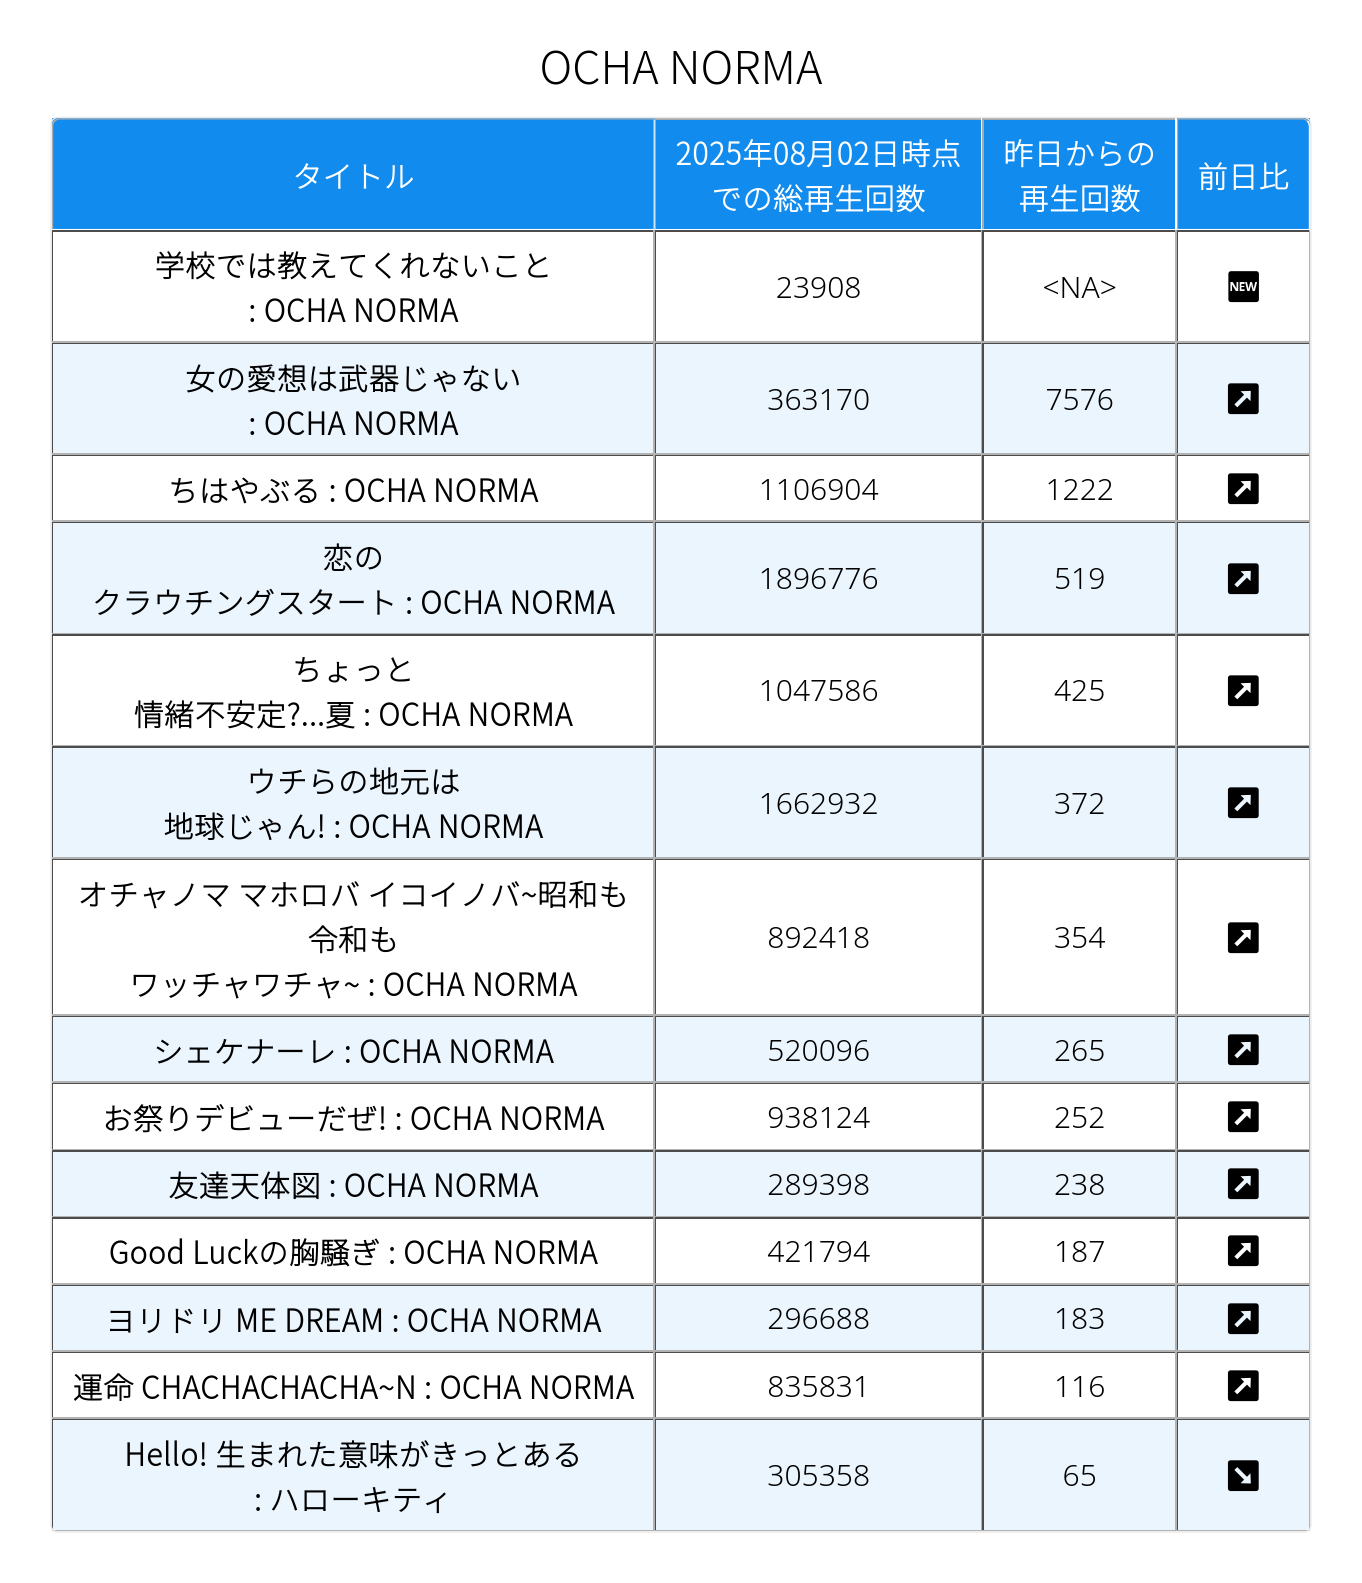 OCHA NORMA
タイトル
2025年08月02日時点
での総再生回数
昨日からの
再生回数
前日比
学校では教えてくれないこと
: OCHA NORMA
23908
<NA>
NEW
女の愛想は武器じゃない
: OCHA NORMA
363170
7576
ちはやぶる : OCHA NORMA
1106904
1222
恋の
クラウチングスタート : OCHA NORMA
1896776
519
ちょっと
情緒不安定?...夏 : OCHA NORMA
1047586
425
ウチらの地元は
地球じゃん! : OCHA NORMA
1662932
372
オチャノマ マホロバ イコイノバ~昭和も
令和も
ワッチャワチャ~ : OCHA NORMA
892418
354
シェケナーレ : OCHA NORMA
520096
265
お祭りデビューだぜ! : OCHA NORMA
938124
252
友達天体図 : OCHA NORMA
289398
238
Good Luckの胸騒ぎ : OCHA NORMA
421794
187
ヨリドリ ME DREAM : OCHA NORMA
296688
183
運命 CHACHACHACHA~N : OCHA NORMA
835831
116
Hello! 生まれた意味がきっとある
: ハローキティ
305358
65